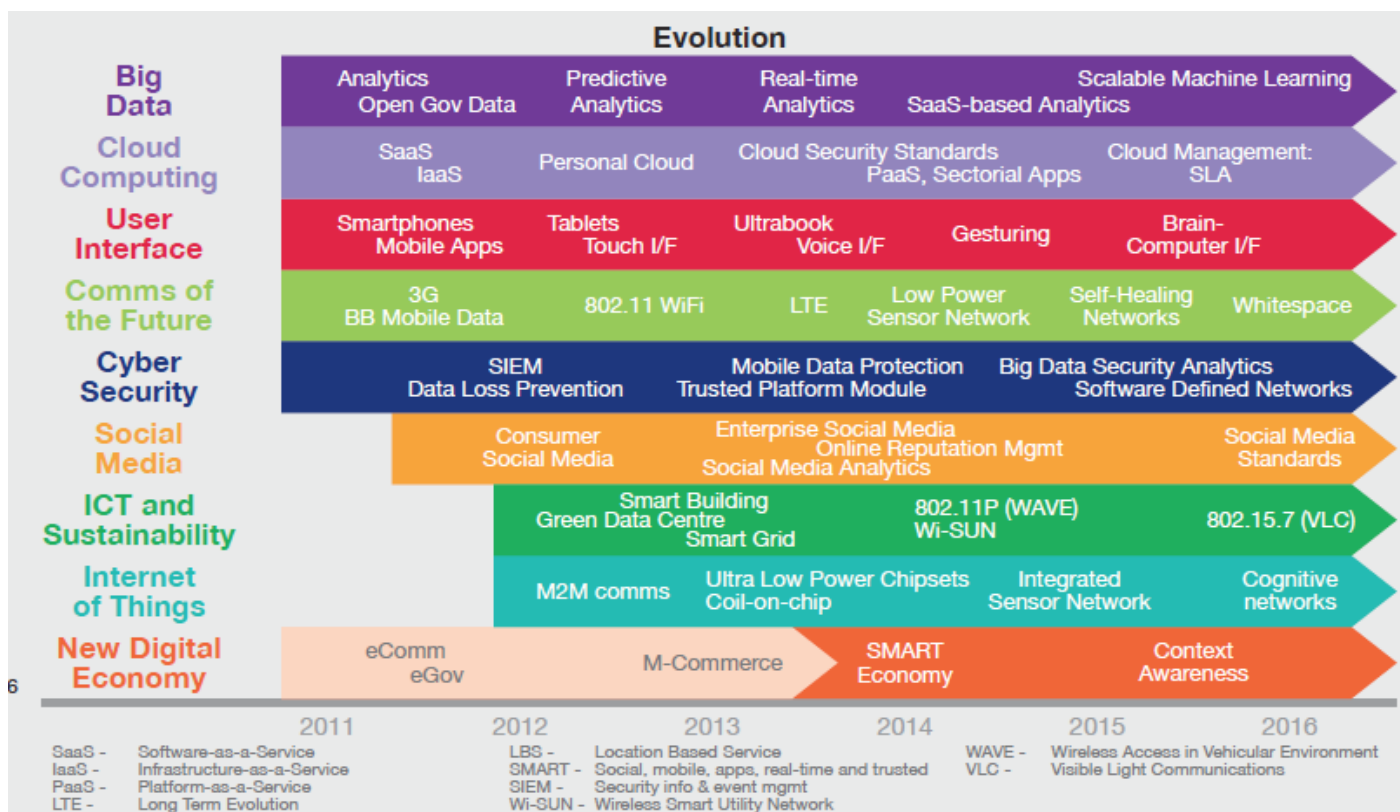 Evolution
Big
Data
Analytics
Open Gov Data
Predictive
Analytics
Real-time
Analytics
SaaS-based Analytics
Scalable Machine Learning
Cloud
Computing
SaaS
IaaS
Personal Cloud
Cloud Security Standards
PaaS, Sectorial Apps
Cloud Management:
SLA
User
Interface
Smartphones
Mobile Apps
Tablets
Touch I/F
Ultrabook
Voice I/F
Gesturing
Brain-
Computer I/F
Comms of
the Future
3G
BB Mobile Data
802.11 WiFi
LTE
Low Power
Sensor Network
Self-Healing
Networks
Whitespace
Cyber
Security
SIEM
Data Loss Prevention
Mobile Data Protection
Trusted Platform Module
Big Data Security Analytics
Software Defined Networks
Social
Media
Consumer
Social Media
Enterprise Social Media
Online Reputation Mgmt
Social Media Analytics
Social Media
Standards
ICT and
Sustainability
Smart Building
Green Data Centre
Smart Grid
802.11P (WAVE)
Wi-SUN
802.15.7 (VLC)
Internet
of Things
M2M comms
Ultra Low Power Chipsets
Coil-on-chip
Integrated
Sensor Network
Cognitive
networks
New Digital
Economy
eComm
eGov
M-Commerce
SMART
Economy
Context
Awareness
6
2011 2012 2013 2014 2015 2016
SaaS - Software-as-a-Service
IaaS - Infrastructure-as-a-Service
PaaS - Platform-as-a-Service
LTE - Long Term Evolution
LBS - Location Based Service
SMART - Social, mobile, apps, real-time and trusted
SIEM - Security info & event mgmt
Wi-SUN - Wireless Smart Utility Network
WAVE - Wireless Access in Vehicular Environment
VLC - Visible Light Communications